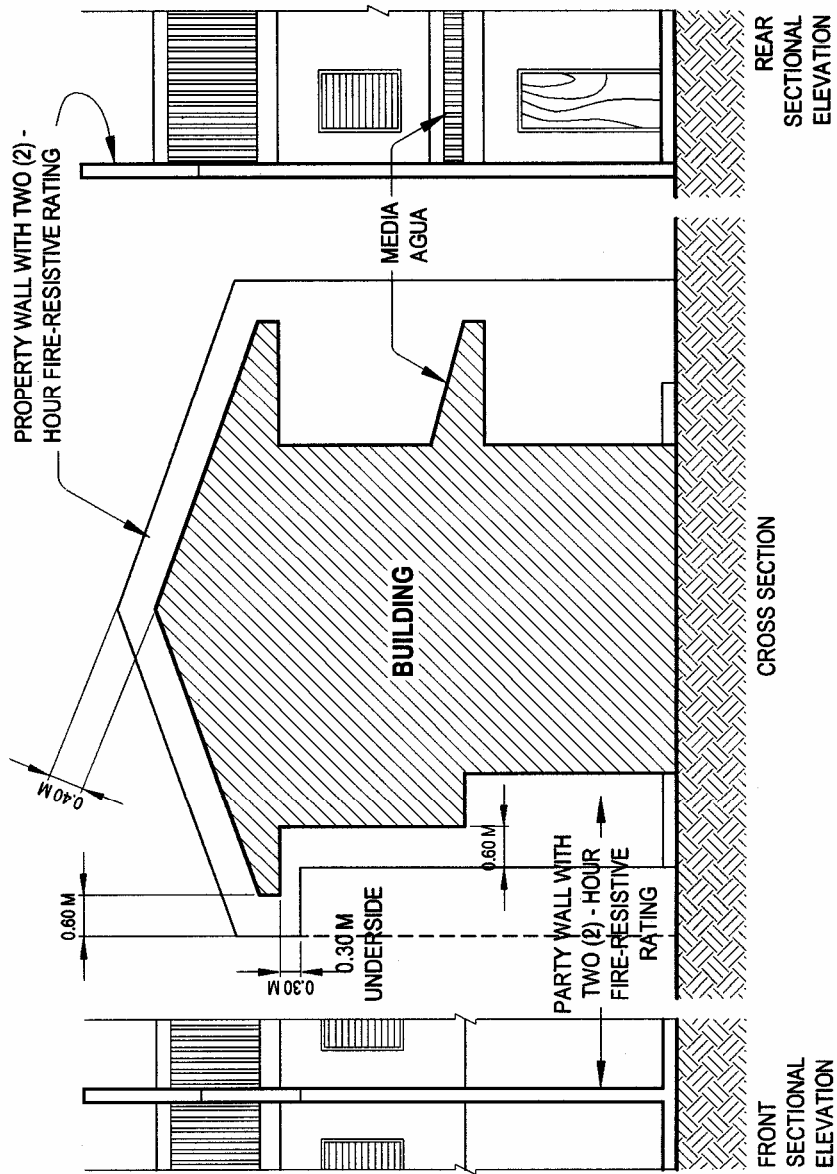 PROPERTY WALL WITH TWO (2) -
HOUR FIRE-RESISTIVE RATING
0.40 M
0.60 M
0.30 M
0.30 M
UNDERSIDE
BUILDING
MEDIA
AGUA
0.60 M
PARTY WALL WITH
TWO (2) - HOUR
FIRE-RESISTIVE
RATING
FRONT
SECTIONAL
ELEVATION
CROSS SECTION
REAR
SECTIONAL
ELEVATION